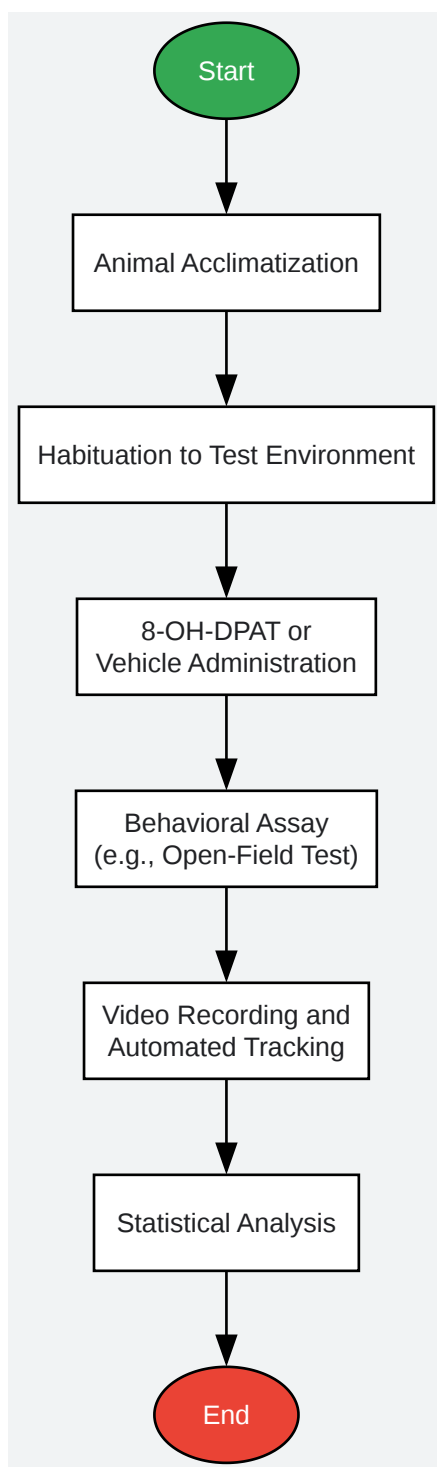 Start
Animal Acclimatization
Habituation to Test Environment
8-OH-DPAT or
Vehicle Administration
Behavioral Assay
(e.g., Open-Field Test)
Video Recording and
Automated Tracking
Statistical Analysis
End